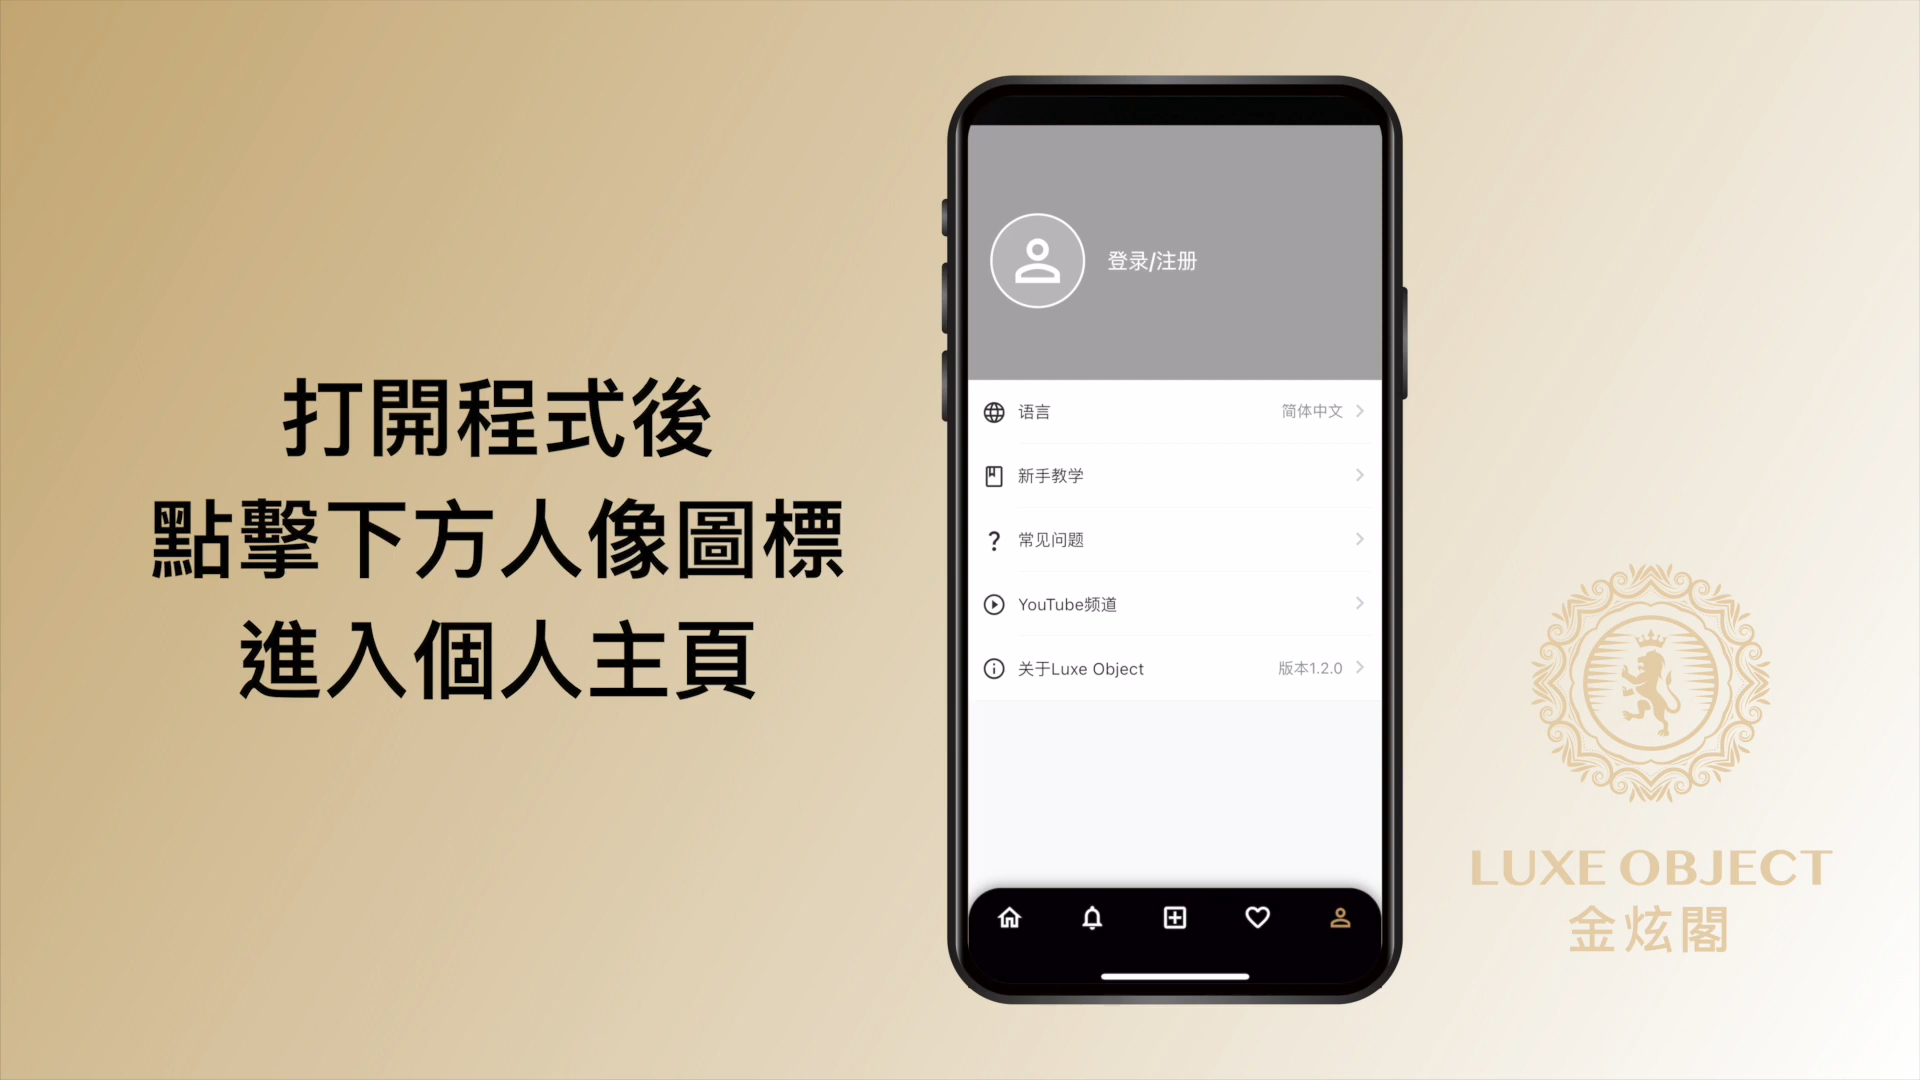 打開程式後
點擊下方人像圖標
進入個人主頁
登录/注册
语言 简体中文
新手教学
常见问题
YouTube频道
关于Luxe Object 版本1.2.0
LUXE OBJECT
金炫閣